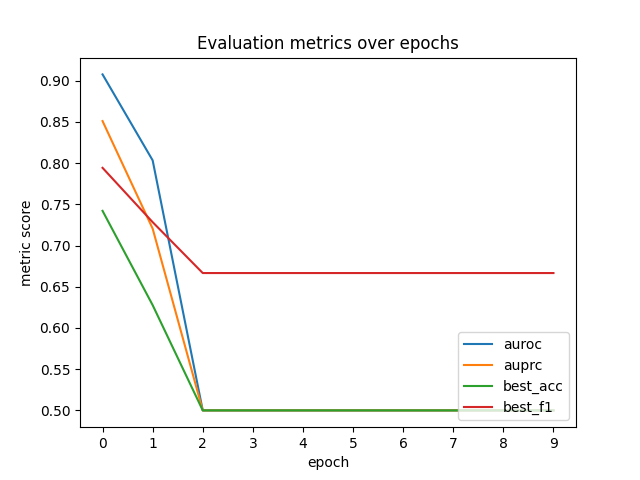 Evaluation metrics over epochs
metric score
0.90
0.85
0.80
0.75
0.70
0.65
0.60
0.55
0.50
auroc
auprc
best_acc
best_f1
0 1 2 3 4 5 6 7 8 9
epoch